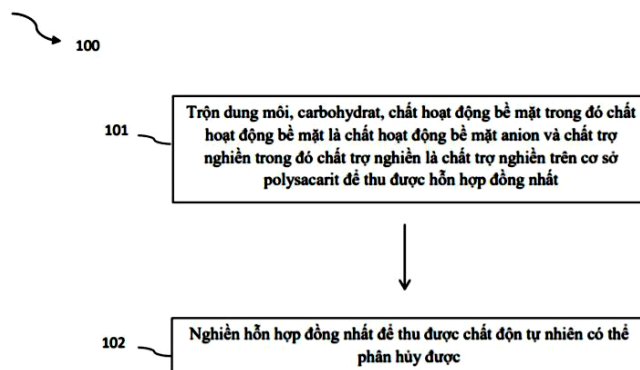 100
101
Trộn dung môi, carbohydrat, chất hoạt động bề mặt trong đó chất
hoạt động bề mặt là chất hoạt động bề mặt anion và chất trợ
nghiền trong đó chất trợ nghiền là chất trợ nghiền trên cơ sở
polysacarit để thu được hỗn hợp đồng nhất
102
Nghiền hỗn hợp đồng nhất để thu được chất độn tự nhiên có thể
phân hủy được